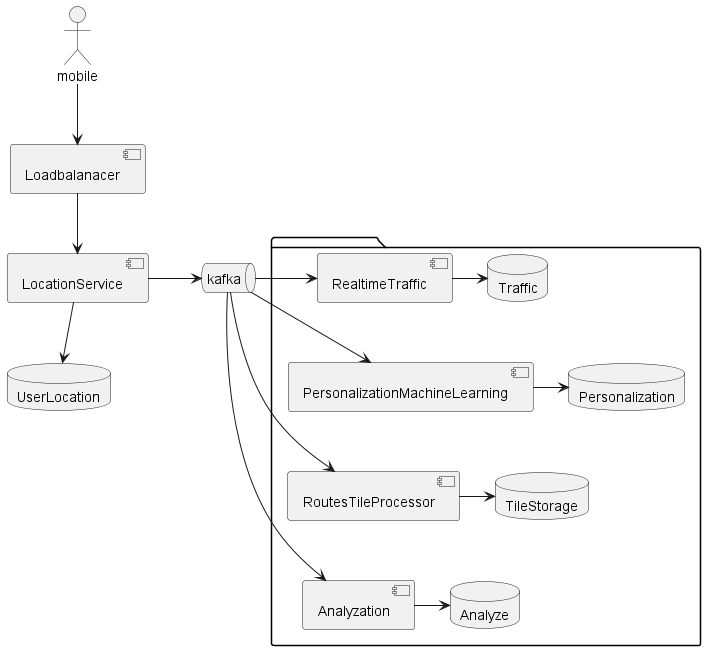 mobile
Loadbalanacer
LocationService
kafka
RealtimeTraffic
Traffic
UserLocation
PersonalizationMachineLearning
Personalization
RoutesTileProcessor
TileStorage
Analyzation
Analyze